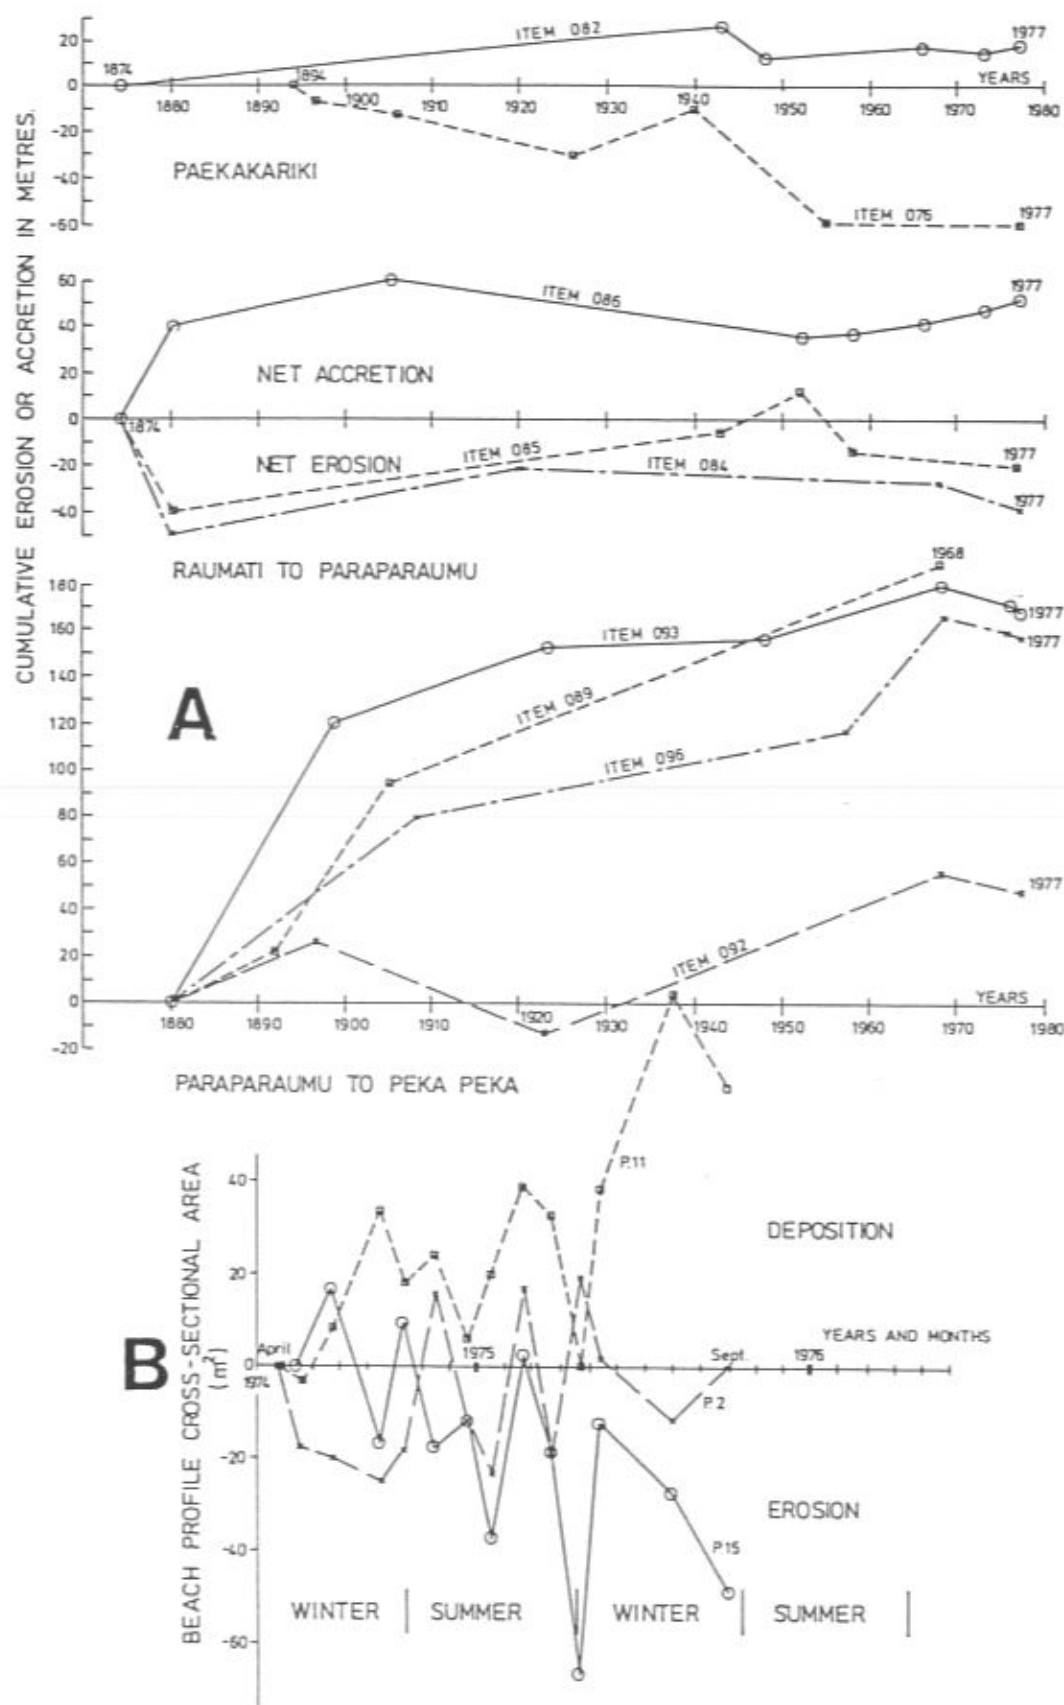 CUMULATIVE EROSION OR ACCRETION IN METRES.
20
0
-20
-40
-60
1874
ITEM 082
1977
1894
YEARS
1880 1890 1900 1910 1920 1930 1940 1950 1960 1970 1980
PAEKAKARIKI
ITEM 076
1977
60
40
20
0
-20
-40
ITEM 086
1977
NET ACCRETION
1874
NET EROSION
ITEM 085
ITEM 084
1977
1977
RAUMATI TO PARAPARAUMU
A
180
160
140
120
100
80
60
40
20
0
-20
1968
ITEM 093
1977
1977
ITEM 089
ITEM 096
1977
ITEM 092
YEARS
1880 1890 1900 1910 1920 1930 1940 1950 1960 1970 1980
PARAPARAUMU TO PEKA PEKA
B
BEACH PROFILE CROSS-SECTIONAL AREA
(m²)
40
20
0
-20
-40
-60
P.11
DEPOSITION
April
1974
1975
Sept.
1976
YEARS AND MONTHS
P.2
EROSION
P.15
WINTER SUMMER WINTER SUMMER